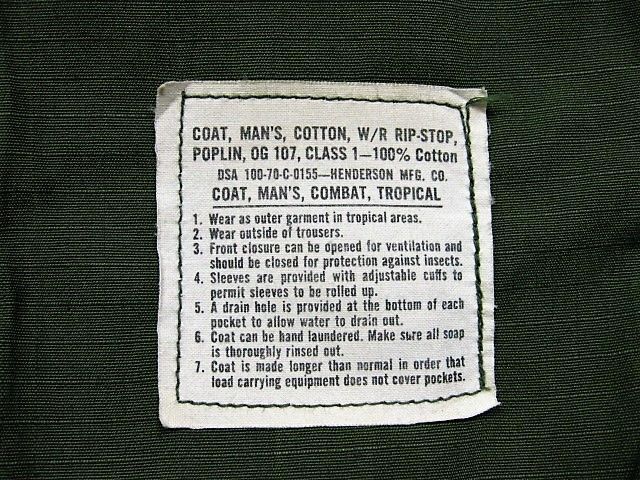 COAT, MAN'S, COTTON, W/R RIP-STOP,
POPLIN, OG 107, CLASS 1—100% Cotton
DSA 100-70-C-0155—HENDERSON MFG. CO.
COAT, MAN'S, COMBAT, TROPICAL
1. Wear as outer garment in tropical areas.
2. Wear outside of trousers.
3. Front closure can be opened for ventilation and
should be closed for protection against insects.
4. Sleeves are provided with adjustable cuffs to
permit sleeves to be rolled up.
5. A drain hole is provided at the bottom of each
pocket to allow water to drain out.
6. Coat can be hand laundered. Make sure all soap
is thoroughly rinsed out.
7. Coat is made longer than normal in order that
load carrying equipment does not cover pockets.